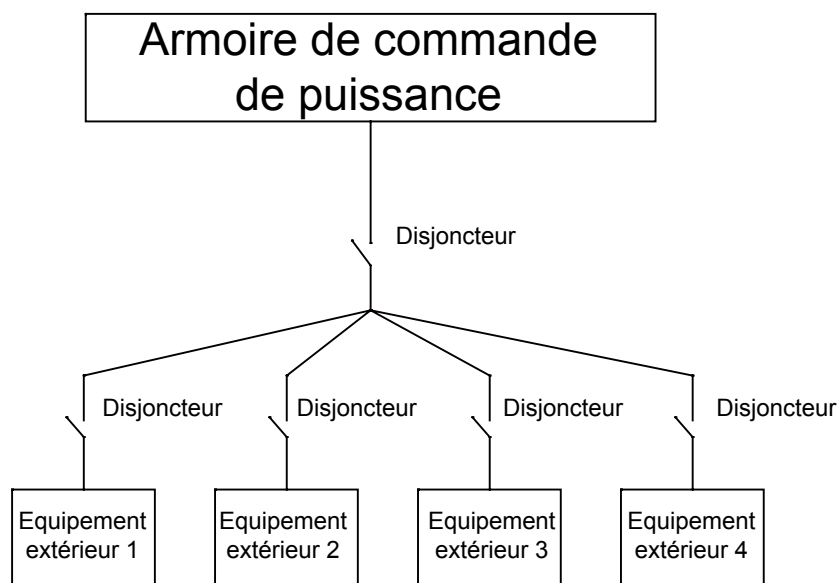 Armoire de commande
de puissance
Disjoncteur
Disjoncteur
Disjoncteur
Disjoncteur
Disjoncteur
Equipement
extérieur 1
Equipement
extérieur 2
Equipement
extérieur 3
Equipement
extérieur 4